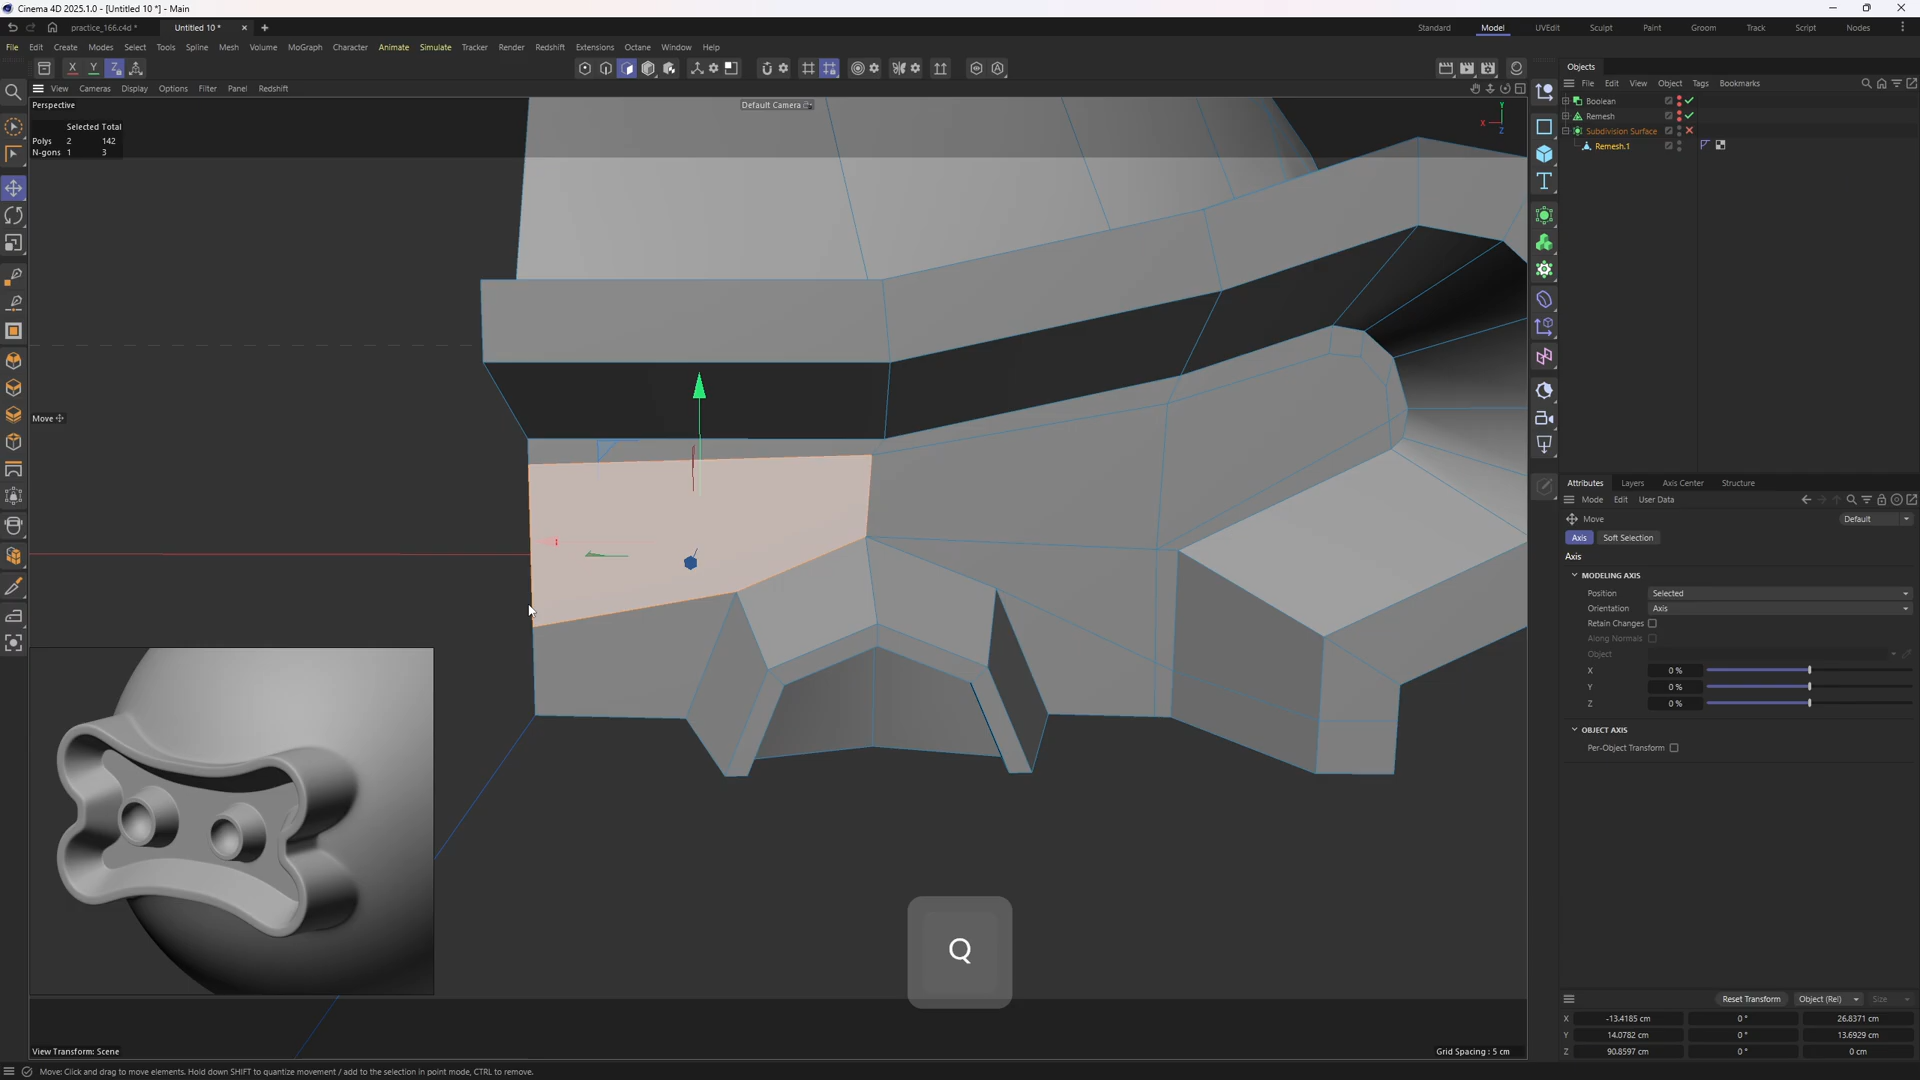 Cinema 4D 2025.1.0 - [Untitled 10 *] - Main
practice_166.c4d *
Untitled 10 *
Standard Model UVEdit Sculpt Paint Groom Track Script Nodes
File Edit Create Modes Select Tools Spline Mesh Volume MoGraph Character Animate Simulate Tracker Render Redshift Extensions Octane Window Help
X Y Z
View Cameras Display Options Filter Panel Redshift
Perspective
Default Camera
Selected Total
Polys 2 142
N-gons 1 3
Y
X
Z
Move
Q
View Transform: Scene
Grid Spacing : 5 cm
Move: Click and drag to move elements. Hold down SHIFT to quantize movement / add to the selection in point mode, CTRL to remove.
Objects
File Edit View Object Tags Bookmarks
Boolean
Remesh
Subdivision Surface
Remesh.1
Attributes Layers Axis Center Structure
Mode Edit User Data
Move
Default
Axis Soft Selection
Axis
MODELING AXIS
Position Selected
Orientation Axis
Retain Changes
Along Normals
Object
X 0 %
Y 0 %
Z 0 %
OBJECT AXIS
Per-Object Transform
Reset Transform Object (Rel) Size
X -13.4185 cm 0 ° 26.8371 cm
Y 14.0782 cm 0 ° 13.6929 cm
Z 90.8597 cm 0 ° 0 cm